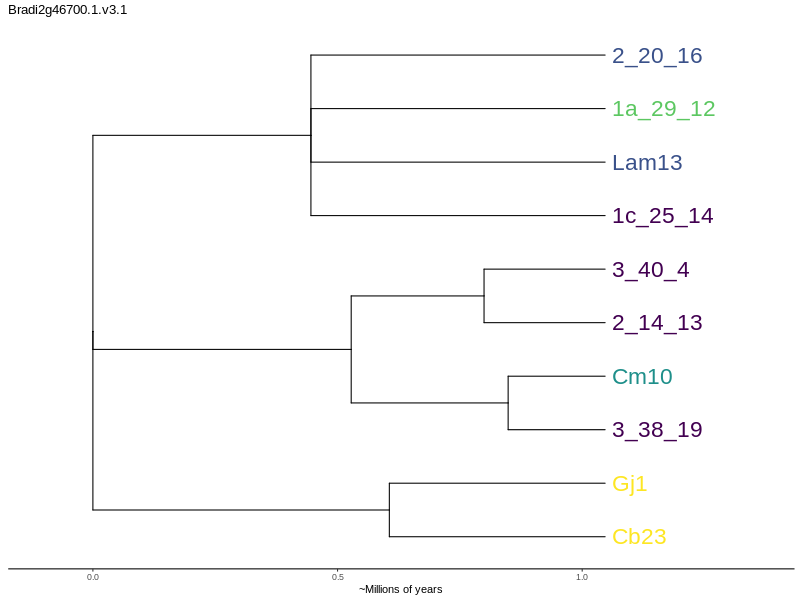 Bradi2g46700.1.v3.1
2_20_16
1a_29_12
Lam13
1c_25_14
3_40_4
2_14_13
Cm10
3_38_19
Gj1
Cb23
0.0 0.5 1.0
~Millions of years